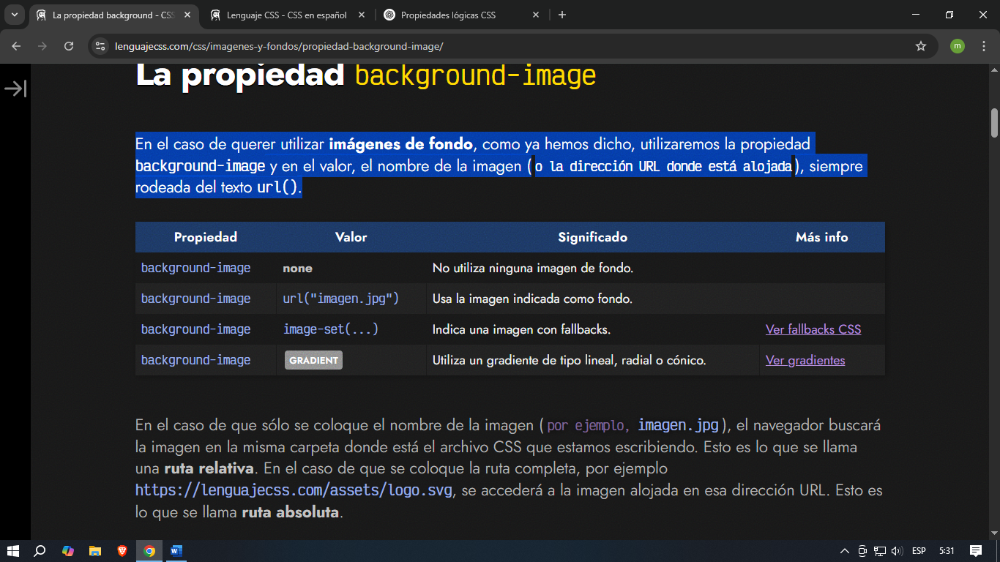 La propiedad background - CSS
Lenguaje CSS - CSS en español
Propiedades lógicas CSS
lenguajecss.com/css/imagenes-y-fondos/propiedad-background-image/
m
La propiedad background-image
En el caso de querer utilizar imágenes de fondo, como ya hemos dicho, utilizaremos la propiedad
background-image y en el valor, el nombre de la imagen (o la dirección URL donde está alojada), siempre
rodeada del texto url().
Propiedad Valor Significado Más info
background-image none No utiliza ninguna imagen de fondo.
background-image url("imagen.jpg") Usa la imagen indicada como fondo.
background-image image-set(...) Indica una imagen con fallbacks. Ver fallbacks CSS
background-image GRADIENT Utiliza un gradiente de tipo lineal, radial o cónico. Ver gradientes
En el caso de que sólo se coloque el nombre de la imagen (por ejemplo, imagen.jpg), el navegador buscará
la imagen en la misma carpeta donde está el archivo CSS que estamos escribiendo. Esto es lo que se llama
una ruta relativa. En el caso de que se coloque la ruta completa, por ejemplo
https://lenguajecss.com/assets/logo.svg, se accederá a la imagen alojada en esa dirección URL. Esto es
lo que se llama ruta absoluta.
ESP 5:31